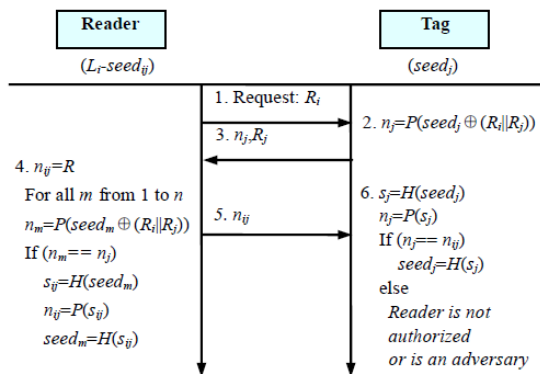 Reader
Tag
(Li-seedij)
(seedj)
1. Request: Ri
2. nj=P(seedj⊕(Ri||Rj))
3. nj,Rj
4. nij=R
For all m from 1 to n
nm=P(seedm⊕(Ri||Rj))
If (nm== nj)
sij=H(seedm)
nij=P(sij)
seedm=H(sij)
5. nij
6. sj=H(seedj)
nj=P(sj)
If (nj== nij)
seedj=H(sj)
else
Reader is not
authorized
or is an adversary